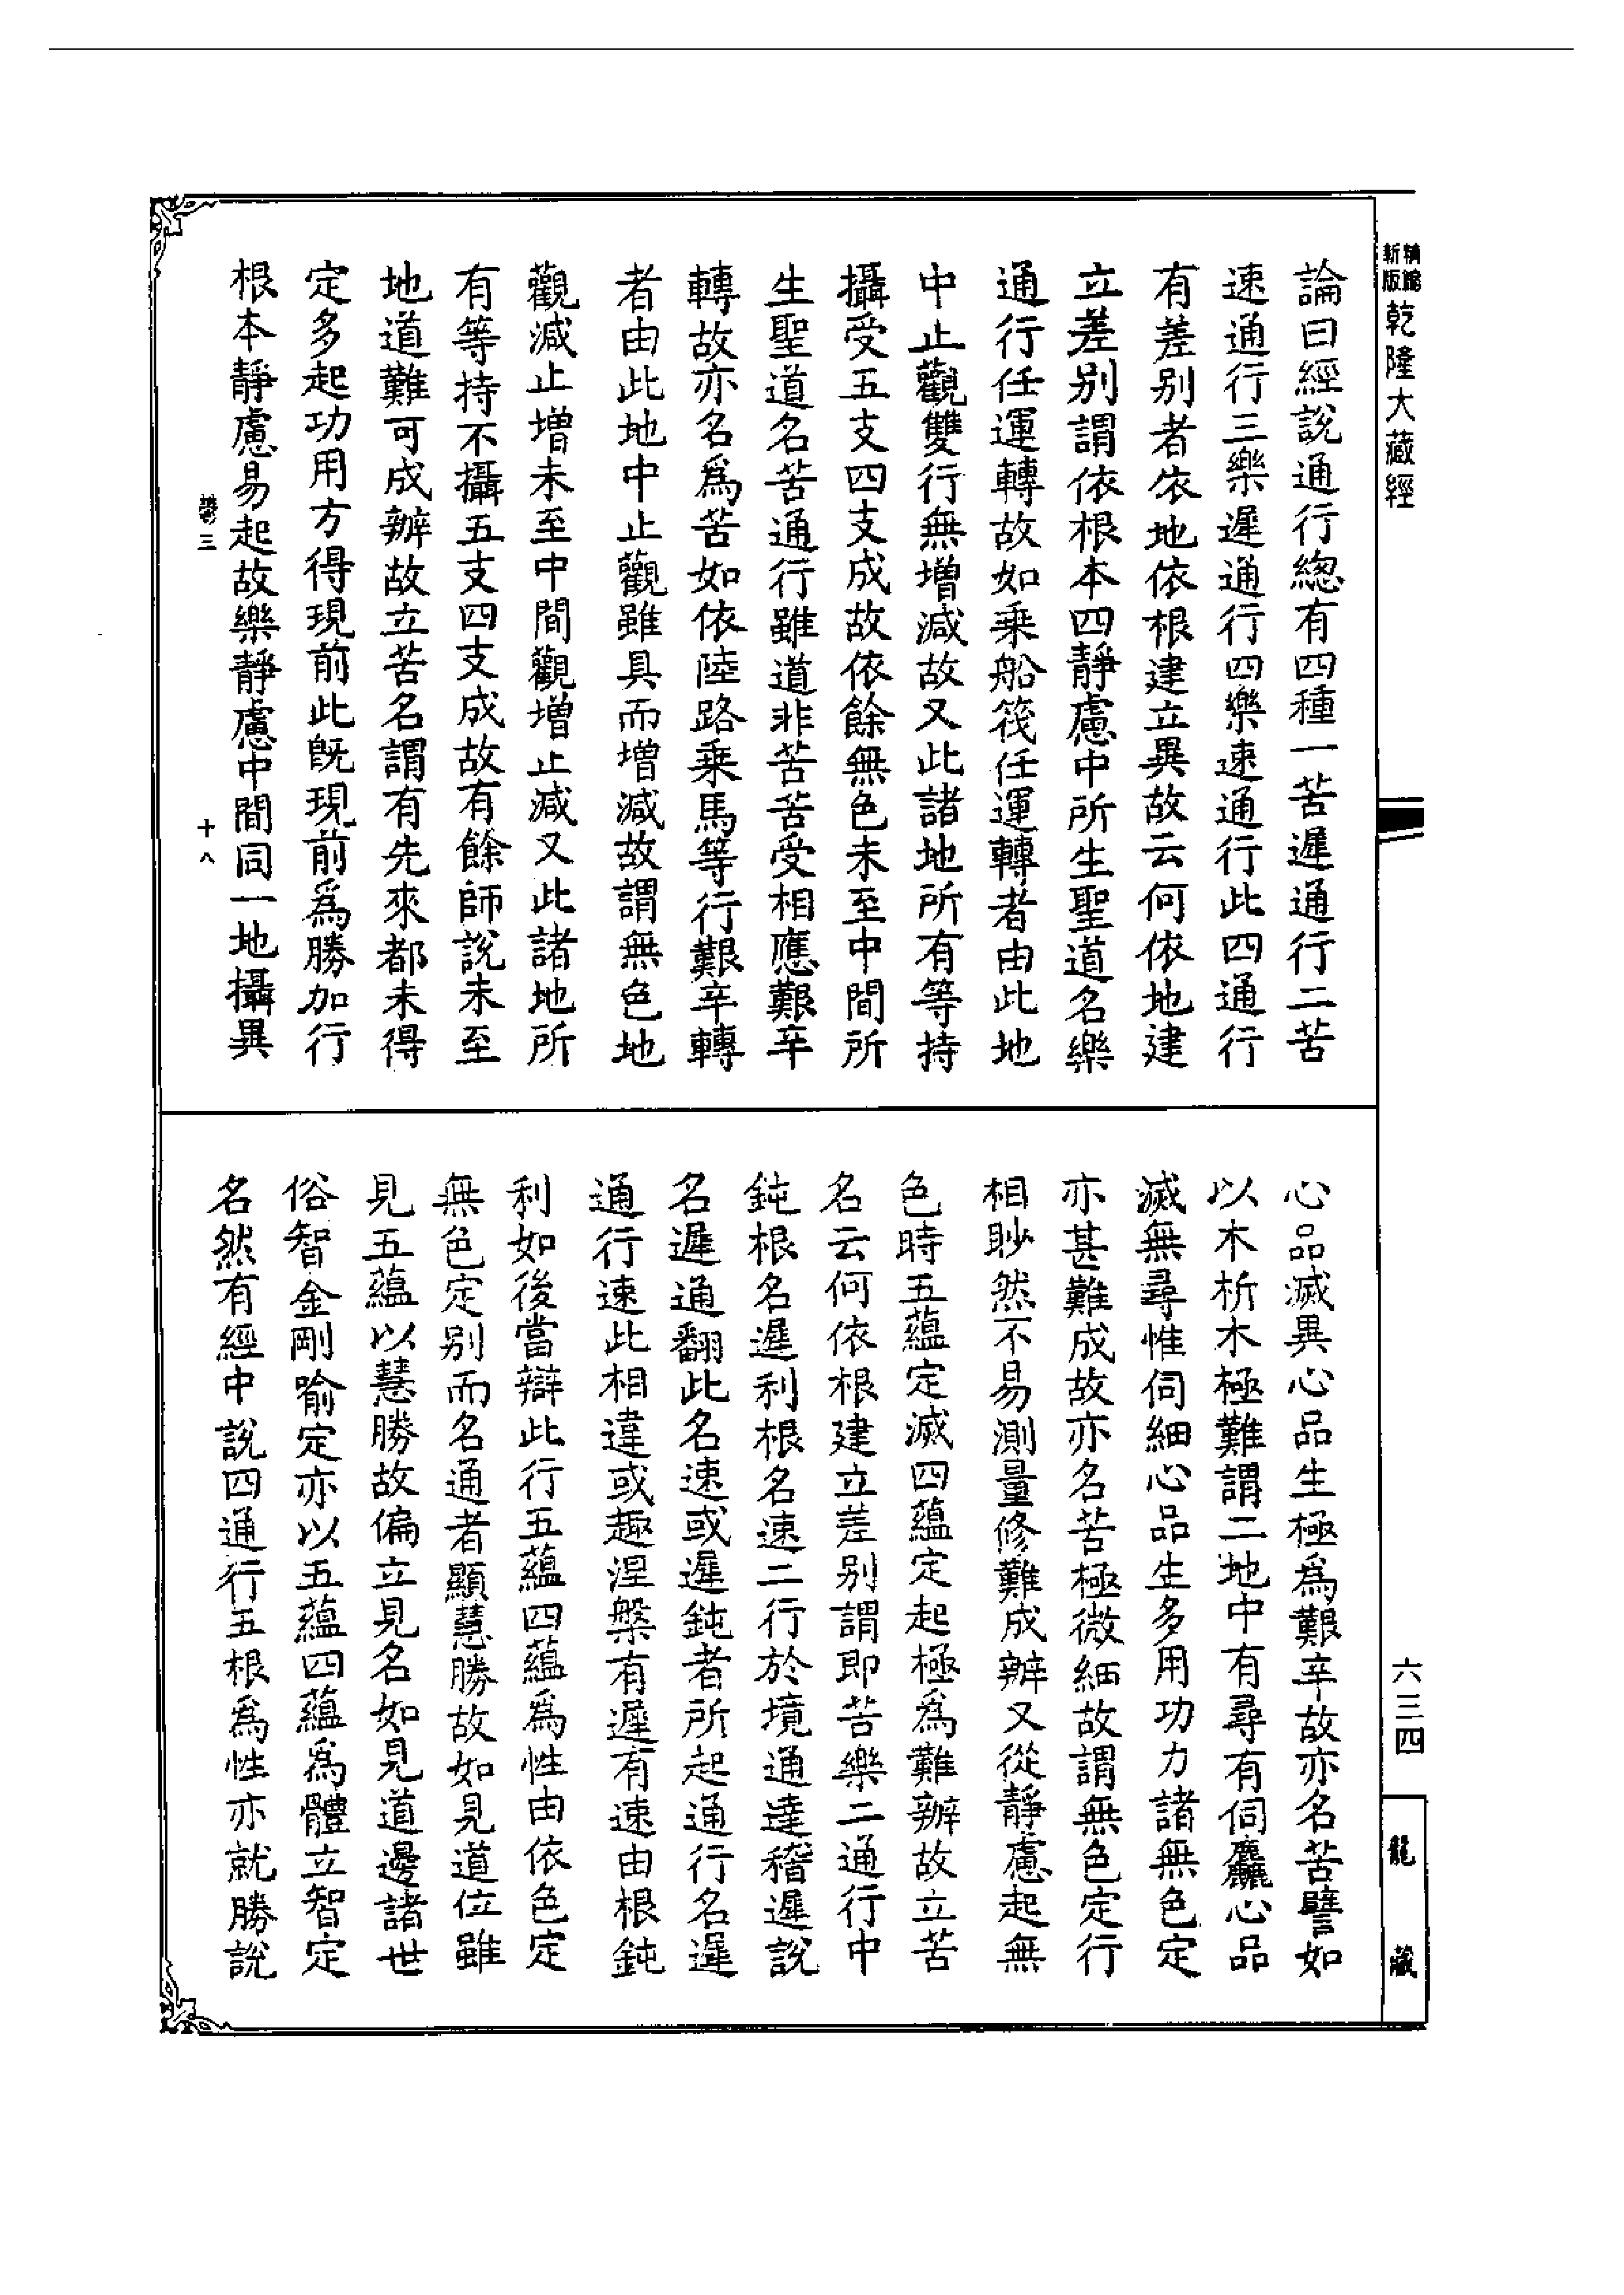 新版
精縮
乾隆大藏經
六三四
龍藏
論曰經說通行總有四種一苦遲通行二苦
速通行三樂遲通行四樂速通行此四通行
有差别者依地依根建立異故云何依地建
立差别謂依根本四靜慮中所生聖道名樂
通行任運轉故如乘船筏任運轉者由此地
中止觀雙行無增減故又此諸地所有等持
攝受五支四支成故依餘無色未至中間所
生聖道名苦通行雖道非苦苦受相應艱辛
轉故亦名爲苦如依陸路乘馬等行艱辛轉
者由此地中止觀雖具而增減故謂無色地
觀減止增未至中間觀增止減又此諸地所
有等持不攝五支四支成故有餘師說未至
地道難可成辦故立苦名謂有先來都未得
定多起功用方得現前此旣現前爲勝加行
根本靜慮易起故樂靜慮中間同一地攝異
鬱三
十八
心品滅異心品生極爲艱辛故亦名苦譬如
以木析木極難謂二地中有尋有伺麤心品
滅無尋惟伺細心品生多用功力諸無色定
亦甚難成故亦名苦極微細故謂無色定行
相眇然不易測量修難成辦又從靜慮起無
色時五蘊定滅四蘊定起極爲難辦故立苦
名云何依根建立差别謂即苦樂二通行中
鈍根名遲利根名速二行於境通達稽遲說
名遲通翻此名速或遲鈍者所起通行名遲
通行速此相違或趣涅槃有遲有速由根鈍
利如後當辯此行五蘊四蘊爲性由依色定
無色定别而名通者顯慧勝故如見道位雖
見五蘊以慧勝故偏立見名如見道邊諸世
俗智金剛喻定亦以五蘊四蘊爲體立智定
名然有經中說四通行五根爲性亦就勝說